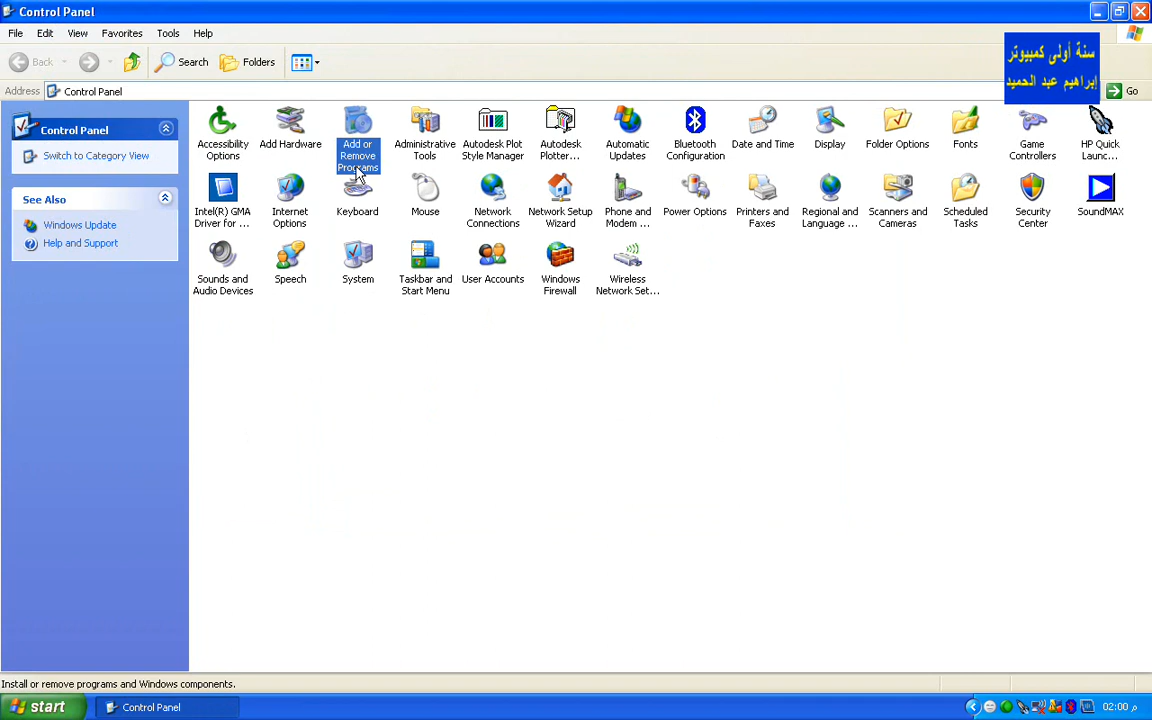 Control Panel
File Edit View Favorites Tools Help
Back Search Folders
Address Control Panel Go
سنة أولى كمبيوتر
إبراهيم عبد الحميد
Control Panel
Switch to Category View
See Also
Windows Update
Help and Support
Accessibility Options
Add Hardware
Add or Remove Programs
Administrative Tools
Autodesk Plot Style Manager
Autodesk Plotter...
Automatic Updates
Bluetooth Configuration
Date and Time
Display
Folder Options
Fonts
Game Controllers
HP Quick Launc...
Intel(R) GMA Driver for ...
Internet Options
Keyboard
Mouse
Network Connections
Network Setup Wizard
Phone and Modem ...
Power Options
Printers and Faxes
Regional and Language ...
Scanners and Cameras
Scheduled Tasks
Security Center
SoundMAX
Sounds and Audio Devices
Speech
System
Taskbar and Start Menu
User Accounts
Windows Firewall
Wireless Network Set...
Install or remove programs and Windows components.
start Control Panel 02:00 م